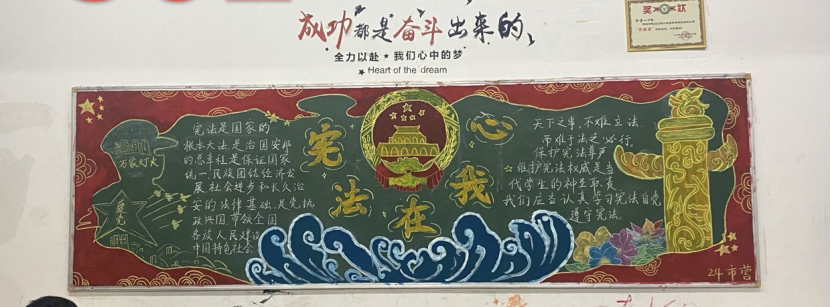 成功都是奋斗出来的
全力以赴★我们心中的梦
Heart of the dream
奖状
宪法在我心
万家灯火
宪法是国家的
根本大法是治国安邦
的总章程是保证国家
统一民族团结经济发
展社会进步和长久治
安的法律基础是党执
政兴国带领全国
各族人民建设
中国特色社会
天下之事,不难立法
而难于法之必行。
保护宪法尊严
☆维护宪法权威是当
代学生的神圣职责
我们应当认真学习宪法自觉
遵守宪法。
24市营